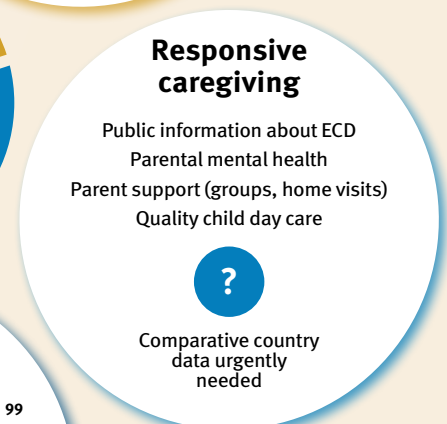 Responsive
caregiving
Public information about ECD
Parental mental health
Parent support (groups, home visits)
Quality child day care
?
Comparative country
data urgently
needed
99